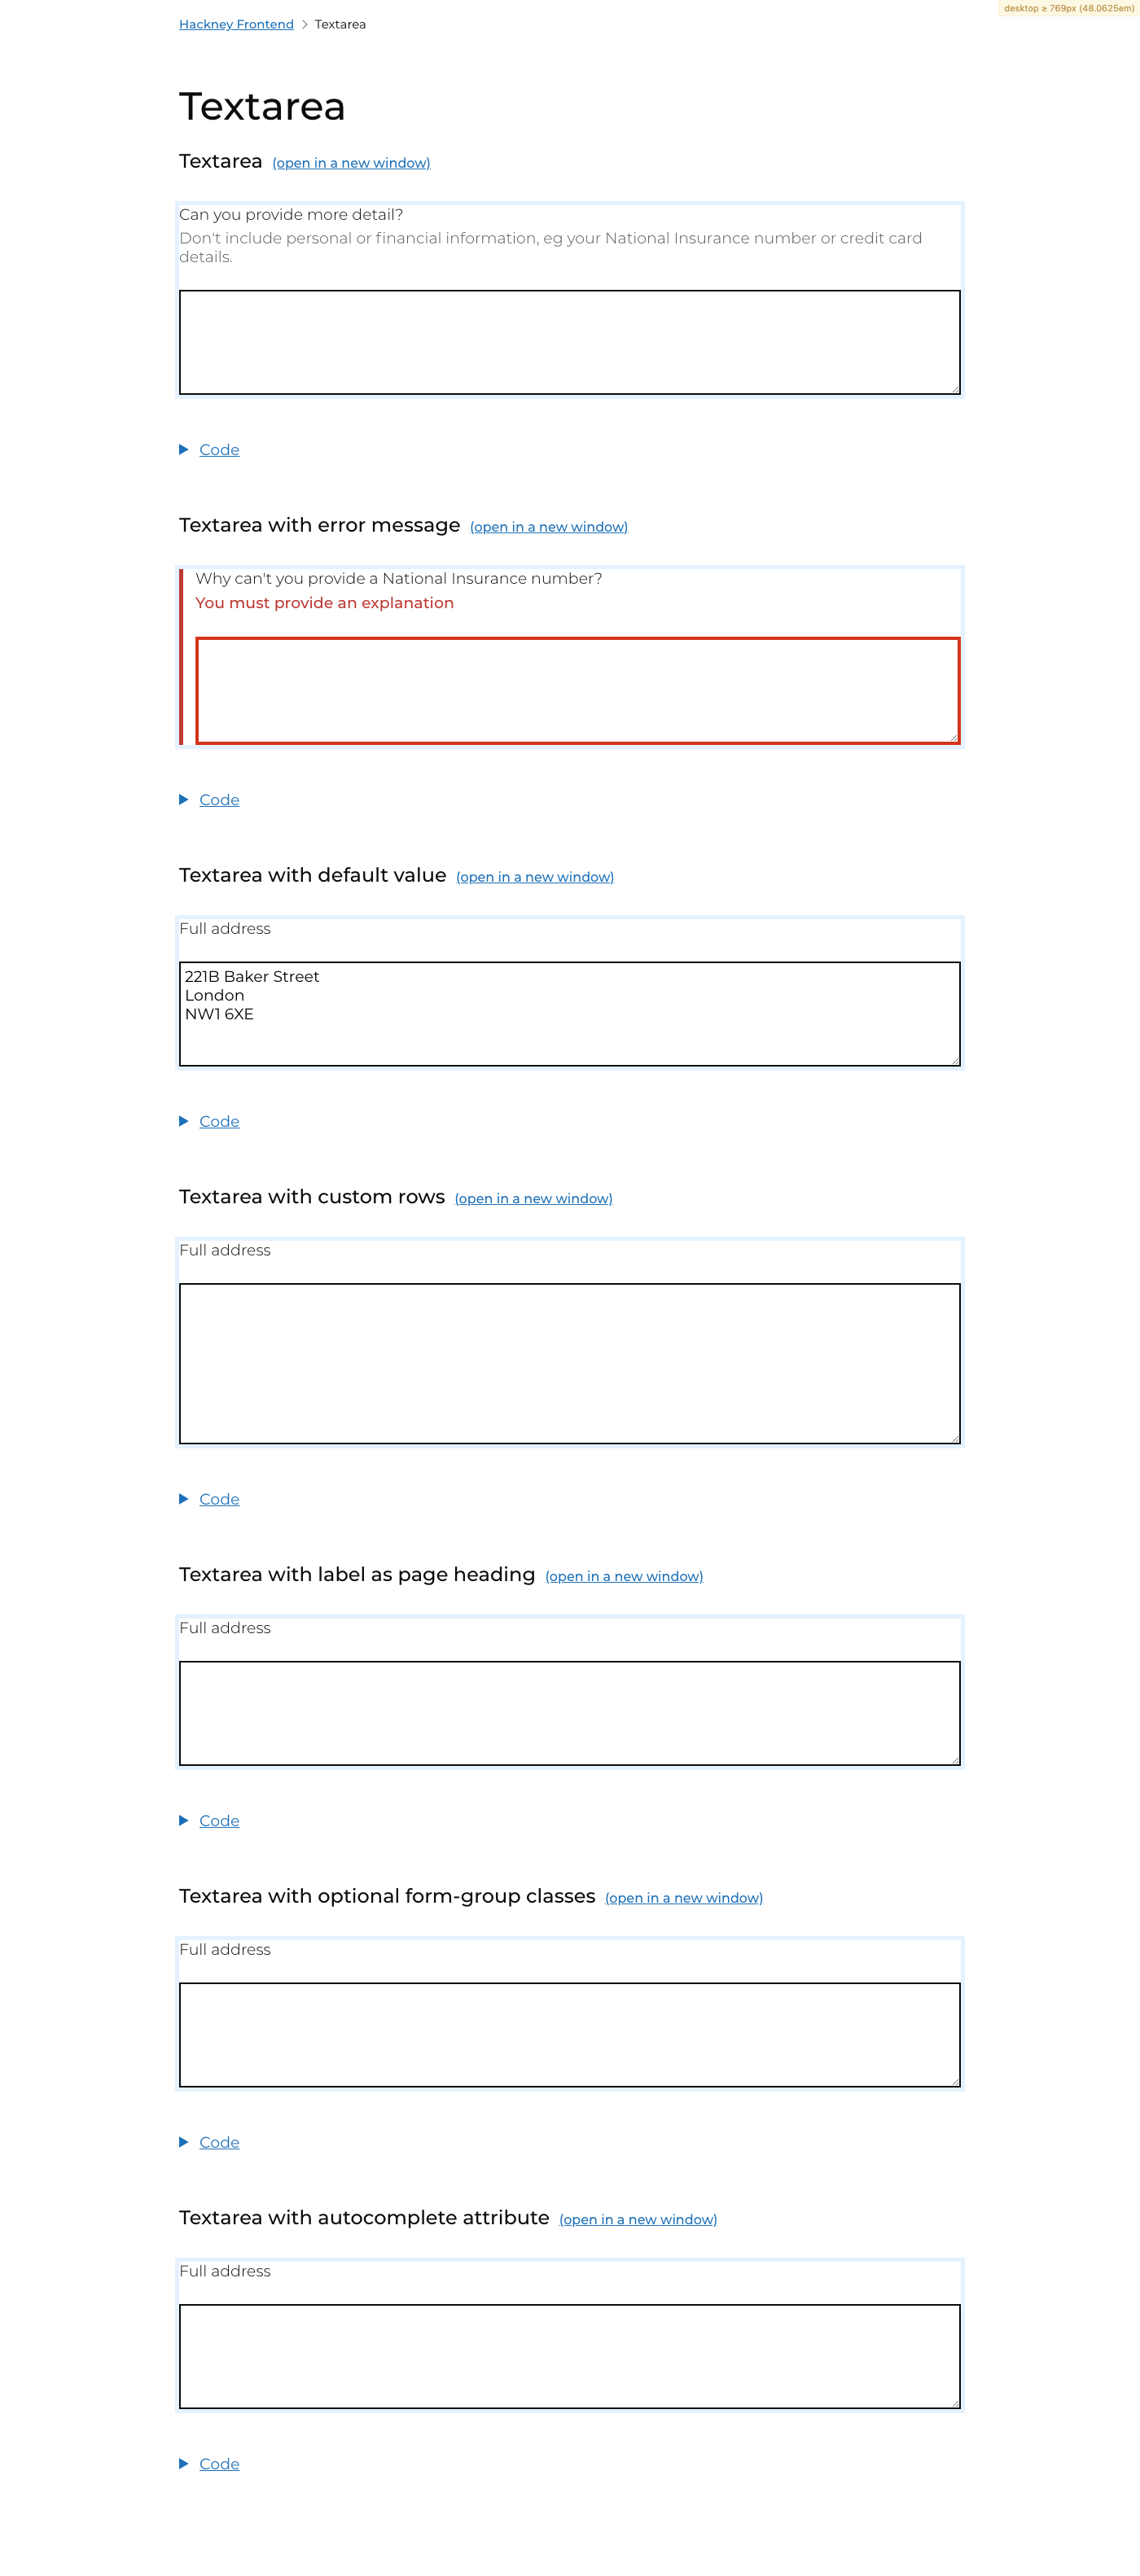 desktop ≥ 769px (48.0625em)
Hackney Frontend > Textarea
Textarea
Textarea (open in a new window)
Can you provide more detail?
Don't include personal or financial information, eg your National Insurance number or credit card
details.
Code
Textarea with error message (open in a new window)
Why can't you provide a National Insurance number?
You must provide an explanation
Code
Textarea with default value (open in a new window)
Full address
221B Baker Street
London
NW1 6XE
Code
Textarea with custom rows (open in a new window)
Full address
Code
Textarea with label as page heading (open in a new window)
Full address
Code
Textarea with optional form-group classes (open in a new window)
Full address
Code
Textarea with autocomplete attribute (open in a new window)
Full address
Code